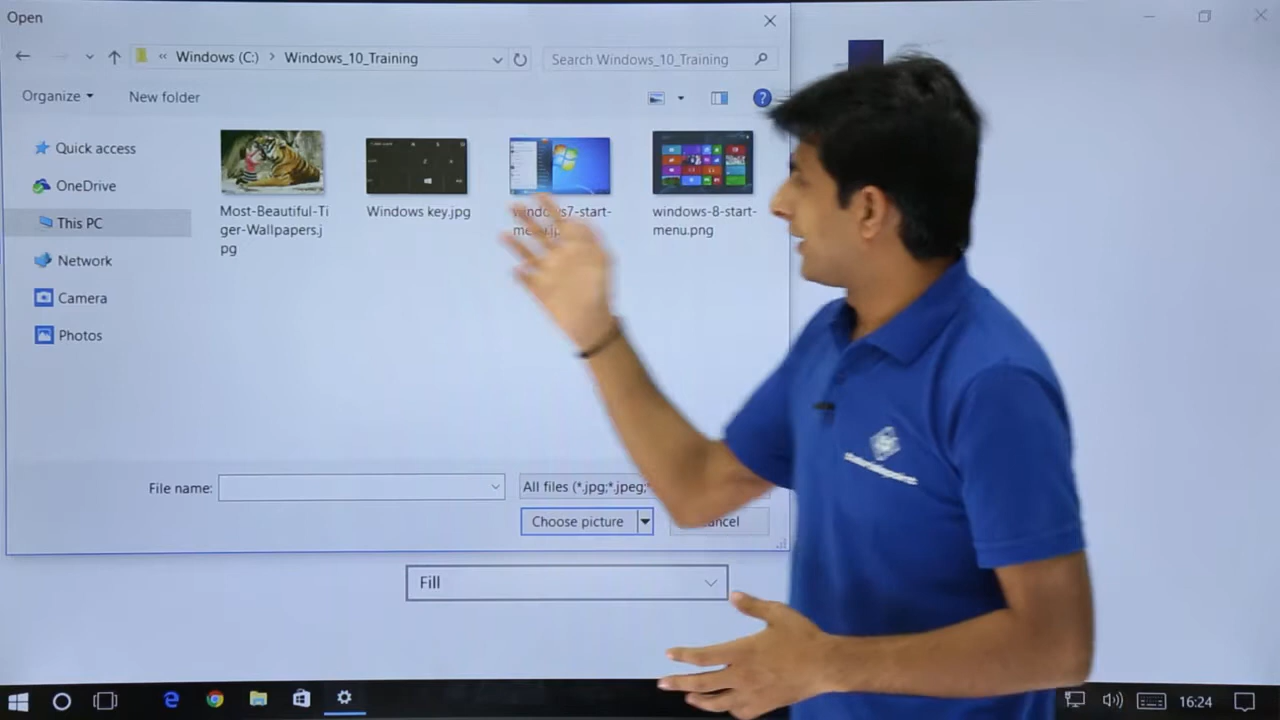 Open
« Windows (C:) > Windows_10_Training
Search Windows_10_Training
Organize
New folder
?
Quick access
OneDrive
This PC
Network
Camera
Photos
Most-Beautiful-Ti
ger-Wallpapers.j
pg
Windows key.jpg
windows7-start-
windows-8-start-
menu.png
File name:
All files (*.jpg;*.jpeg;*
Choose picture
Fill
16:24